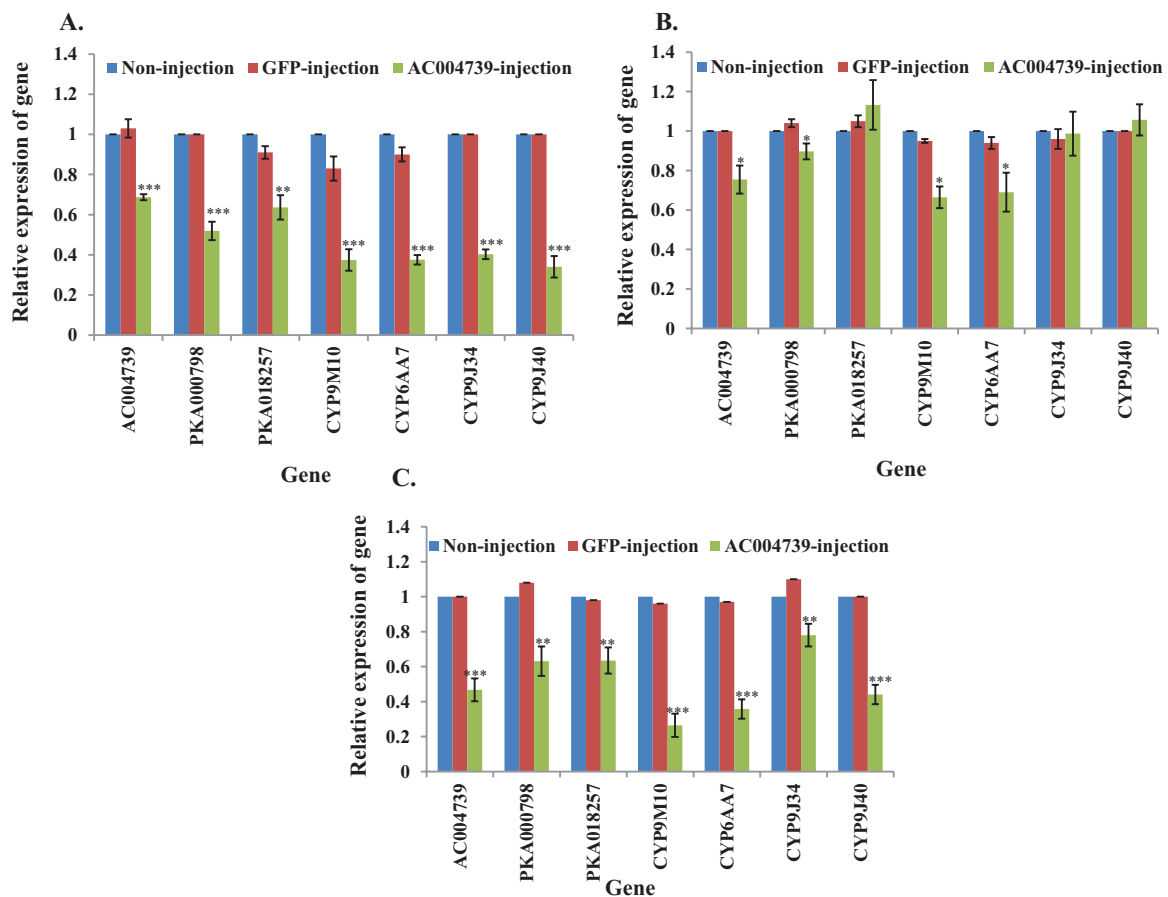 A.
Relative expression of gene
1.4
1.2
1
0.8
0.6
0.4
0.2
0
Non-injection GFP-injection AC004739-injection
***
***
**
***
***
***
***
AC004739
PKA000798
PKA018257
CYP9M10
CYP6AA7
CYP9J34
CYP9J40
Gene
B.
Relative expression of gene
1.4
1.2
1
0.8
0.6
0.4
0.2
0
Non-injection GFP-injection AC004739-injection
*
*
*
*
AC004739
PKA000798
PKA018257
CYP9M10
CYP6AA7
CYP9J34
CYP9J40
Gene
C.
Relative expression of gene
1.4
1.2
1
0.8
0.6
0.4
0.2
0
Non-injection GFP-injection AC004739-injection
***
**
**
***
***
**
***
AC004739
PKA000798
PKA018257
CYP9M10
CYP6AA7
CYP9J34
CYP9J40
Gene